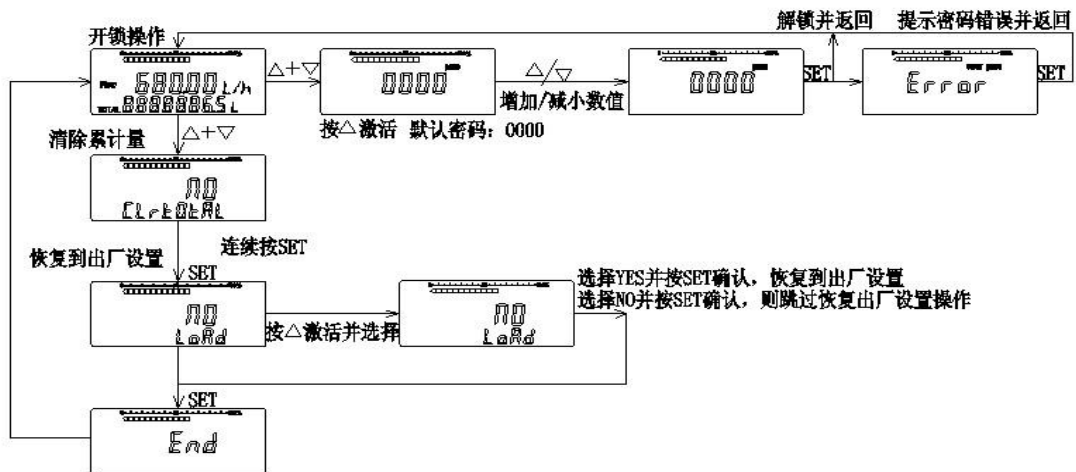 解锁并返回 提示密码错误并返回
开锁操作
680.00 L/h
TOTAL 8888886.5 L
△+▽
0000
△/▽
增加/减小数值
0000
SET
Error
SET
按△激活 默认密码：0000
清除累计量
△+▽
NO
ClrtOtAL
连续按SET
恢复到出厂设置
SET
NO
LoAd
按△激活并选择
NO
LoAd
选择YES并按SET确认，恢复到出厂设置
选择NO并按SET确认，则跳过恢复出厂设置操作
SET
End